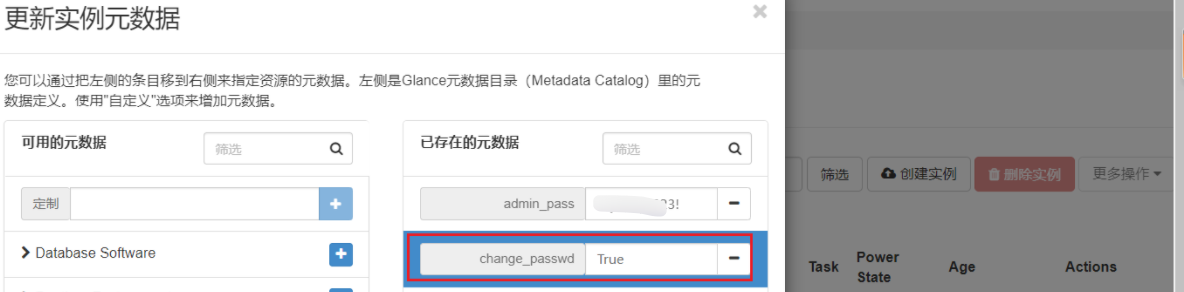 更新实例元数据
×
您可以通过把左侧的条目移到右侧来指定资源的元数据。左侧是Glance元数据目录（Metadata Catalog）里的元
数据定义。使用"自定义"选项来增加元数据。
可用的元数据
筛选
已存在的元数据
筛选
定制
+
admin_pass
3!
Database Software
+
change_passwd
True
筛选
创建实例
删除实例
更多操作
Task
Power
State
Age
Actions